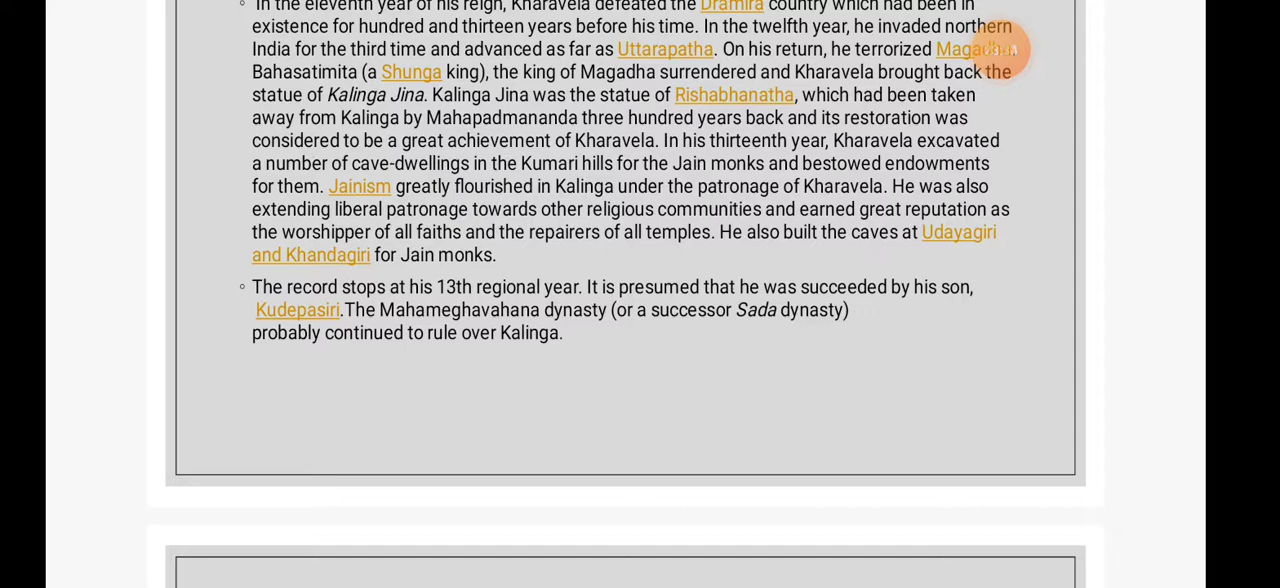 ◦ In the eleventh year of his reign, Kharavela defeated the Dramira country which had been in
existence for hundred and thirteen years before his time. In the twelfth year, he invaded northern
India for the third time and advanced as far as Uttarapatha. On his return, he terrorized
Bahasatimita (a Shunga king), the king of Magadha surrendered and Kharavela brought back the
statue of Kalinga Jina. Kalinga Jina was the statue of Rishabhanatha, which had been taken
away from Kalinga by Mahapadmananda three hundred years back and its restoration was
considered to be a great achievement of Kharavela. In his thirteenth year, Kharavela excavated
a number of cave-dwellings in the Kumari hills for the Jain monks and bestowed endowments
for them. Jainism greatly flourished in Kalinga under the patronage of Kharavela. He was also
extending liberal patronage towards other religious communities and earned great reputation as
the worshipper of all faiths and the repairers of all temples. He also built the caves at Udayagiri
and Khandagiri for Jain monks.
◦ The record stops at his 13th regional year. It is presumed that he was succeeded by his son,
Kudepasiri.The Mahameghavahana dynasty (or a successor Sada dynasty)
probably continued to rule over Kalinga.